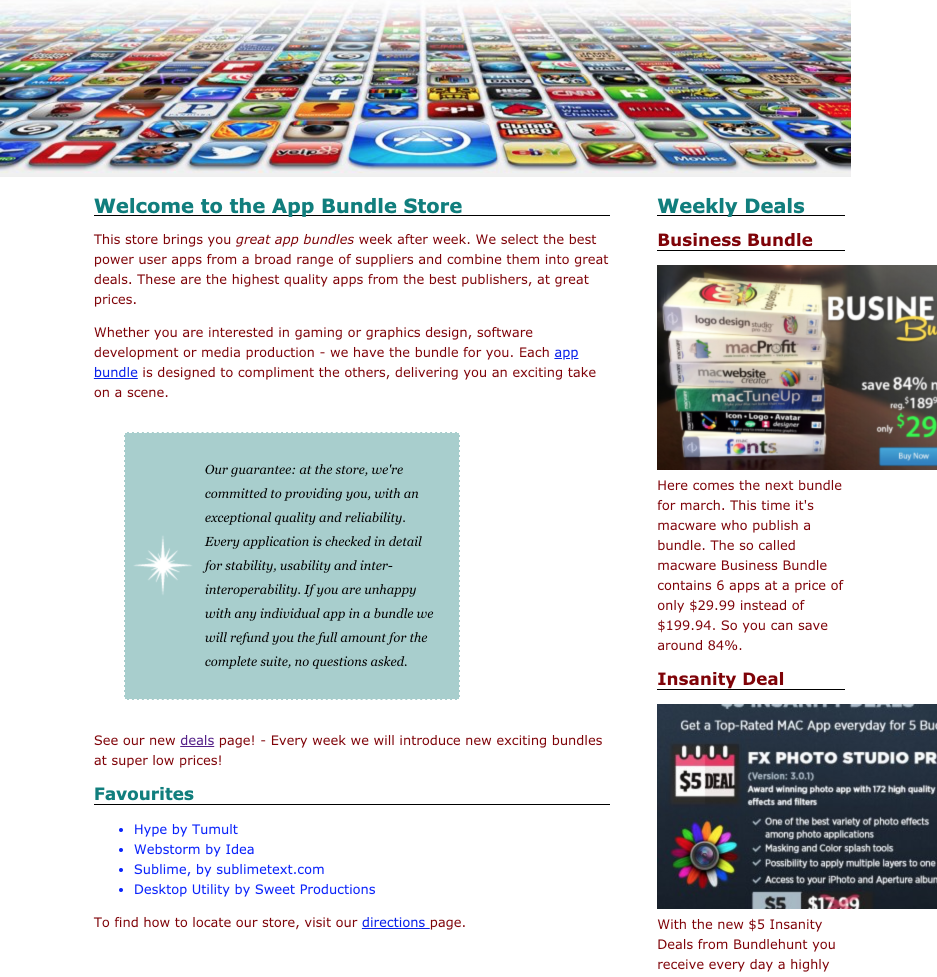 Welcome to the App Bundle Store
This store brings you great app bundles week after week. We select the best
power user apps from a broad range of suppliers and combine them into great
deals. These are the highest quality apps from the best publishers, at great
prices.
Whether you are interested in gaming or graphics design, software
development or media production - we have the bundle for you. Each app
bundle is designed to compliment the others, delivering you an exciting take
on a scene.
Our guarantee: at the store, we're
committed to providing you, with an
exceptional quality and reliability.
Every application is checked in detail
for stability, usability and inter-
interoperability. If you are unhappy
with any individual app in a bundle we
will refund you the full amount for the
complete suite, no questions asked.
See our new deals page! - Every week we will introduce new exciting bundles
at super low prices!
Favourites
Hype by Tumult
Webstorm by Idea
Sublime, by sublimetext.com
Desktop Utility by Sweet Productions
To find how to locate our store, visit our directions page.
Weekly Deals
Business Bundle
logo design studio
macProfit
macwebsite
creator
macTuneUp
Icon • Logo • Avatar
designer
mac
fonts
BUSINE
Bu
save 84%
reg. $189
only $29
Buy Now
Here comes the next bundle
for march. This time it's
macware who publish a
bundle. The so called
macware Business Bundle
contains 6 apps at a price of
only $29.99 instead of
$199.94. So you can save
around 84%.
Insanity Deal
$5 INSANITY DEALS
Get a Top-Rated MAC App everyday for 5 Buc
$5 DEAL
FX PHOTO STUDIO PR
(Version: 3.0.1)
Award winning photo app with 172 high quality
effects and filters
One of the best variety of photo effects
among photo applications
Masking and Color splash tools
Possibility to apply multiple layers to one
Access to your iPhoto and Aperture album
$5 $17.99
With the new $5 Insanity
Deals from Bundlehunt you
receive every day a highly